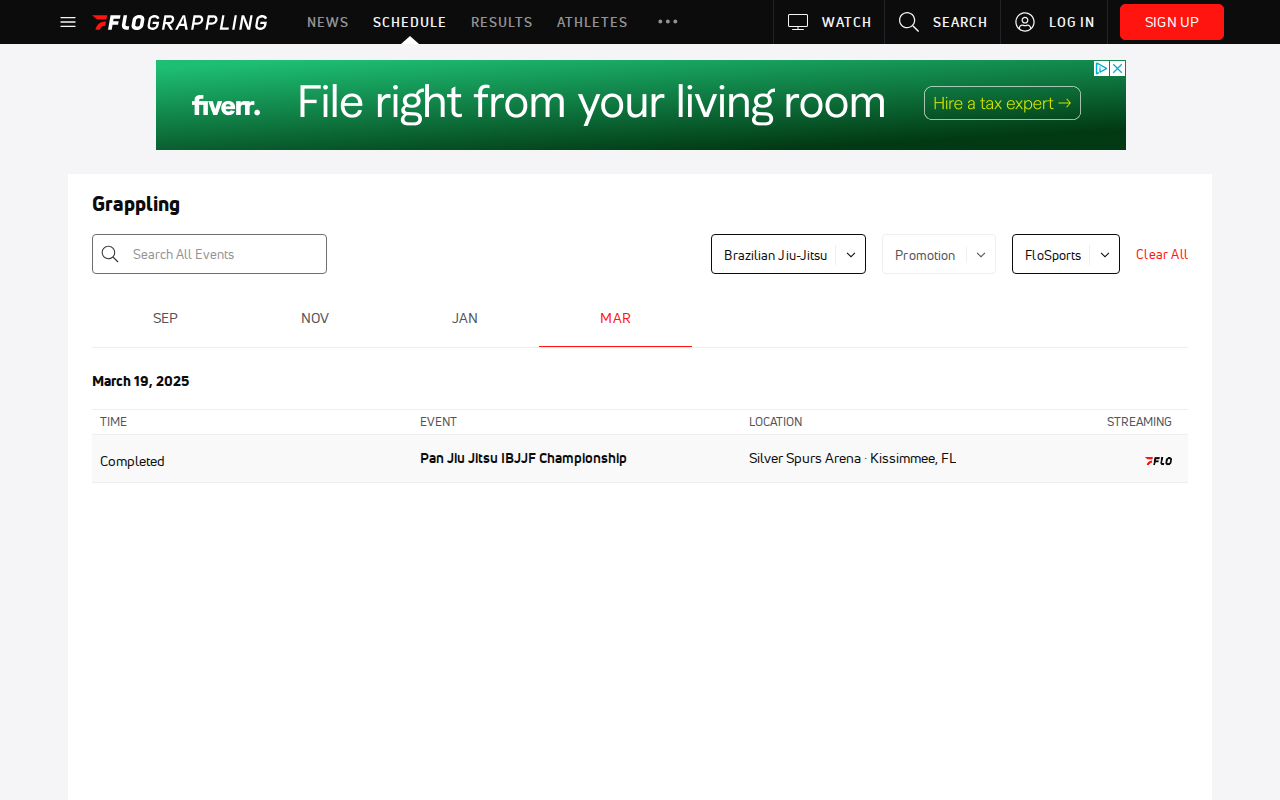 FLOGRAPPLING NEWS SCHEDULE RESULTS ATHLETES WATCH SEARCH LOG IN SIGN UP
fiverr. File right from your living room Hire a tax expert →
Grappling
Search All Events Brazilian Jiu-Jitsu Promotion FloSports Clear All
SEP NOV JAN MAR
March 19, 2025
TIME EVENT LOCATION STREAMING
Completed Pan Jiu Jitsu IBJJF Championship Silver Spurs Arena · Kissimmee, FL FLO